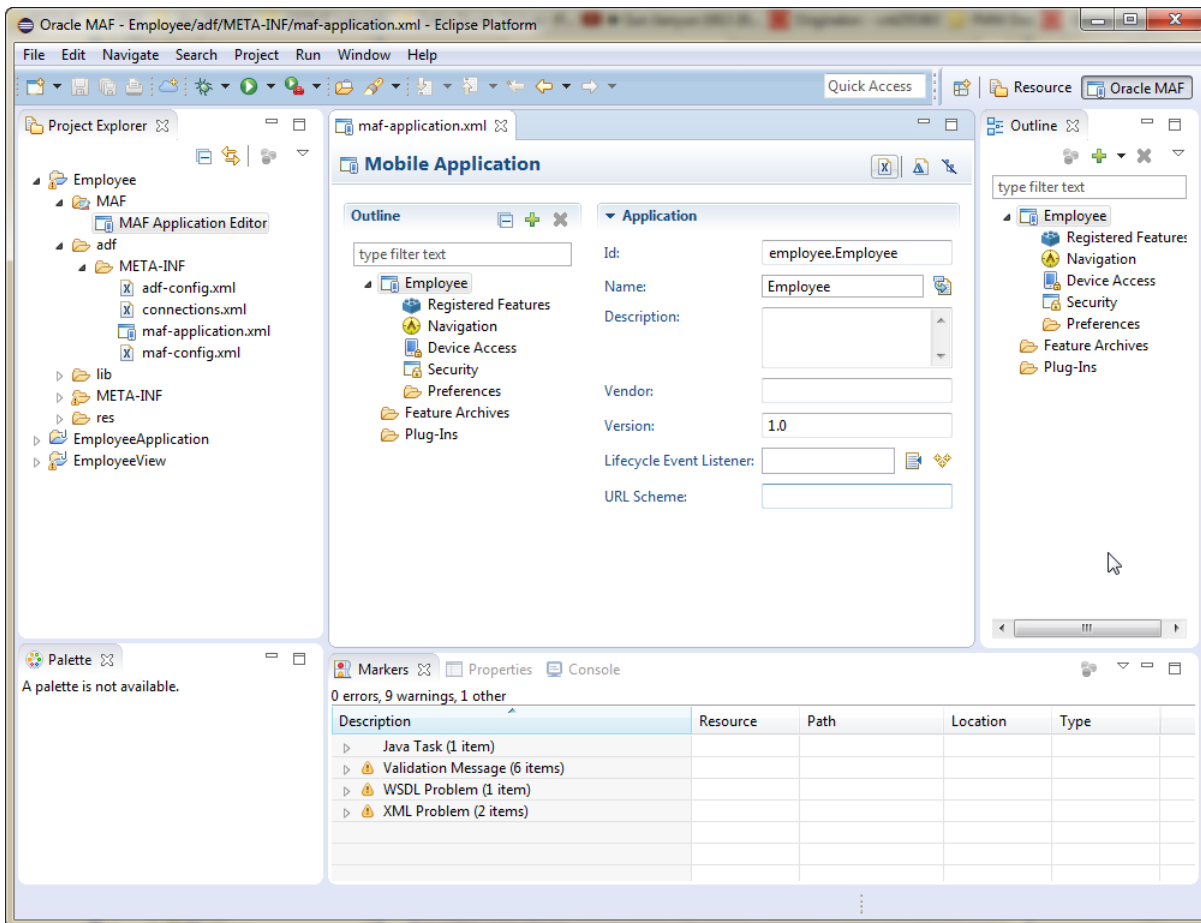 Oracle MAF - Employee/adf/META-INF/maf-application.xml - Eclipse Platform
File Edit Navigate Search Project Run Window Help
Quick Access Resource Oracle MAF
Project Explorer
Employee
MAF
MAF Application Editor
adf
META-INF
adf-config.xml
connections.xml
maf-application.xml
maf-config.xml
lib
META-INF
res
EmployeeApplication
EmployeeView
maf-application.xml
Mobile Application
Outline
type filter text
Employee
Registered Features
Navigation
Device Access
Security
Preferences
Feature Archives
Plug-Ins
Application
Id: employee.Employee
Name: Employee
Description:
Vendor:
Version: 1.0
Lifecycle Event Listener:
URL Scheme:
Outline
type filter text
Employee
Registered Features
Navigation
Device Access
Security
Preferences
Feature Archives
Plug-Ins
Palette
A palette is not available.
Markers Properties Console
0 errors, 9 warnings, 1 other
Description Resource Path Location Type
Java Task (1 item)
Validation Message (6 items)
WSDL Problem (1 item)
XML Problem (2 items)